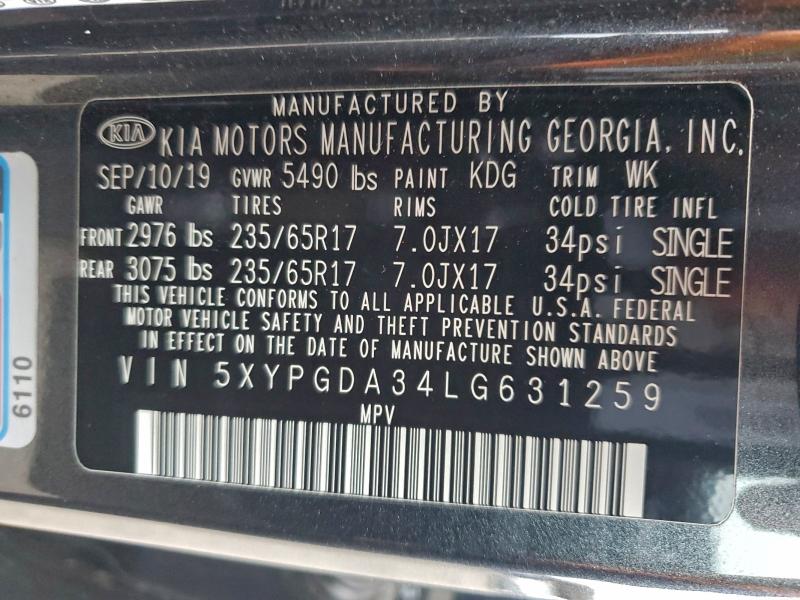 MANUFACTURED BY
KIA KIA MOTORS MANUFACTURING GEORGIA, INC.
SEP/10/19 GVWR 5490 lbs PAINT KDG TRIM WK
GAWR TIRES RIMS COLD TIRE INFL
FRONT 2976 lbs 235/65R17 7.0JX17 34psi SINGLE
REAR 3075 lbs 235/65R17 7.0JX17 34psi SINGLE
THIS VEHICLE CONFORMS TO ALL APPLICABLE U.S.A. FEDERAL
MOTOR VEHICLE SAFETY AND THEFT PREVENTION STANDARDS
IN EFFECT ON THE DATE OF MANUFACTURE SHOWN ABOVE
VIN 5XYPGDA34LG631259
MPV
6110